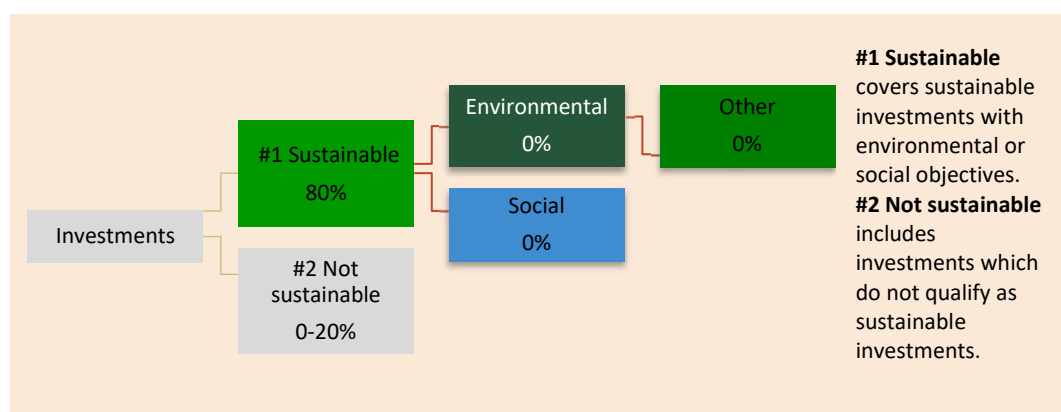 Investments
#1 Sustainable
80%
#2 Not
sustainable
0-20%
Environmental
0%
Social
0%
Other
0%
#1 Sustainable
covers sustainable
investments with
environmental or
social objectives.
#2 Not sustainable
includes
investments which
do not qualify as
sustainable
investments.